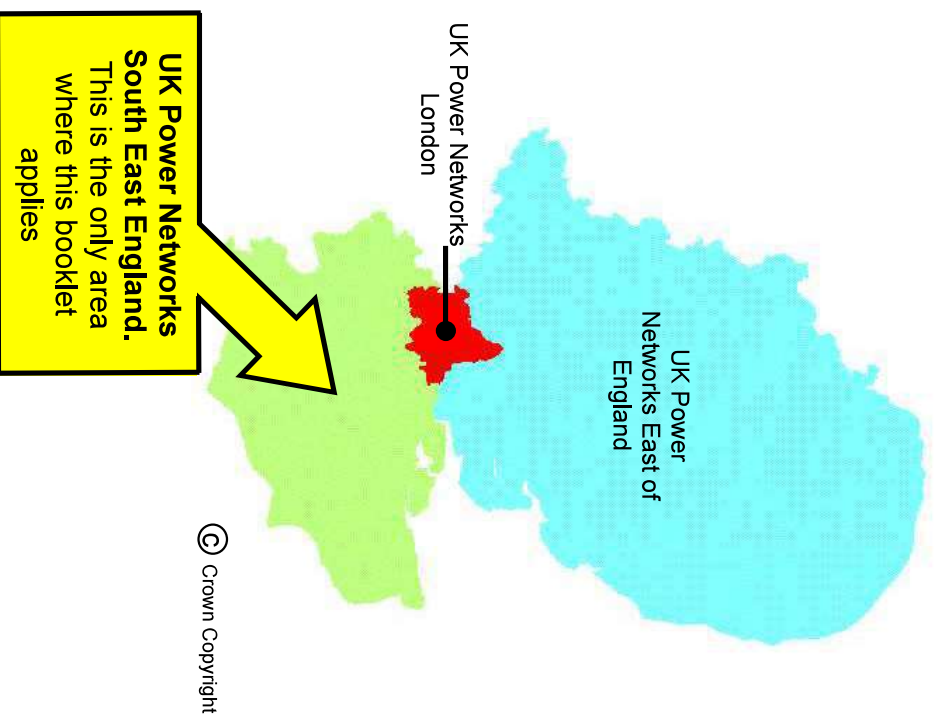 UK Power
Networks East of
England
UK Power Networks
London
UK Power Networks
South East England.
This is the only area
where this booklet
applies
© Crown Copyright